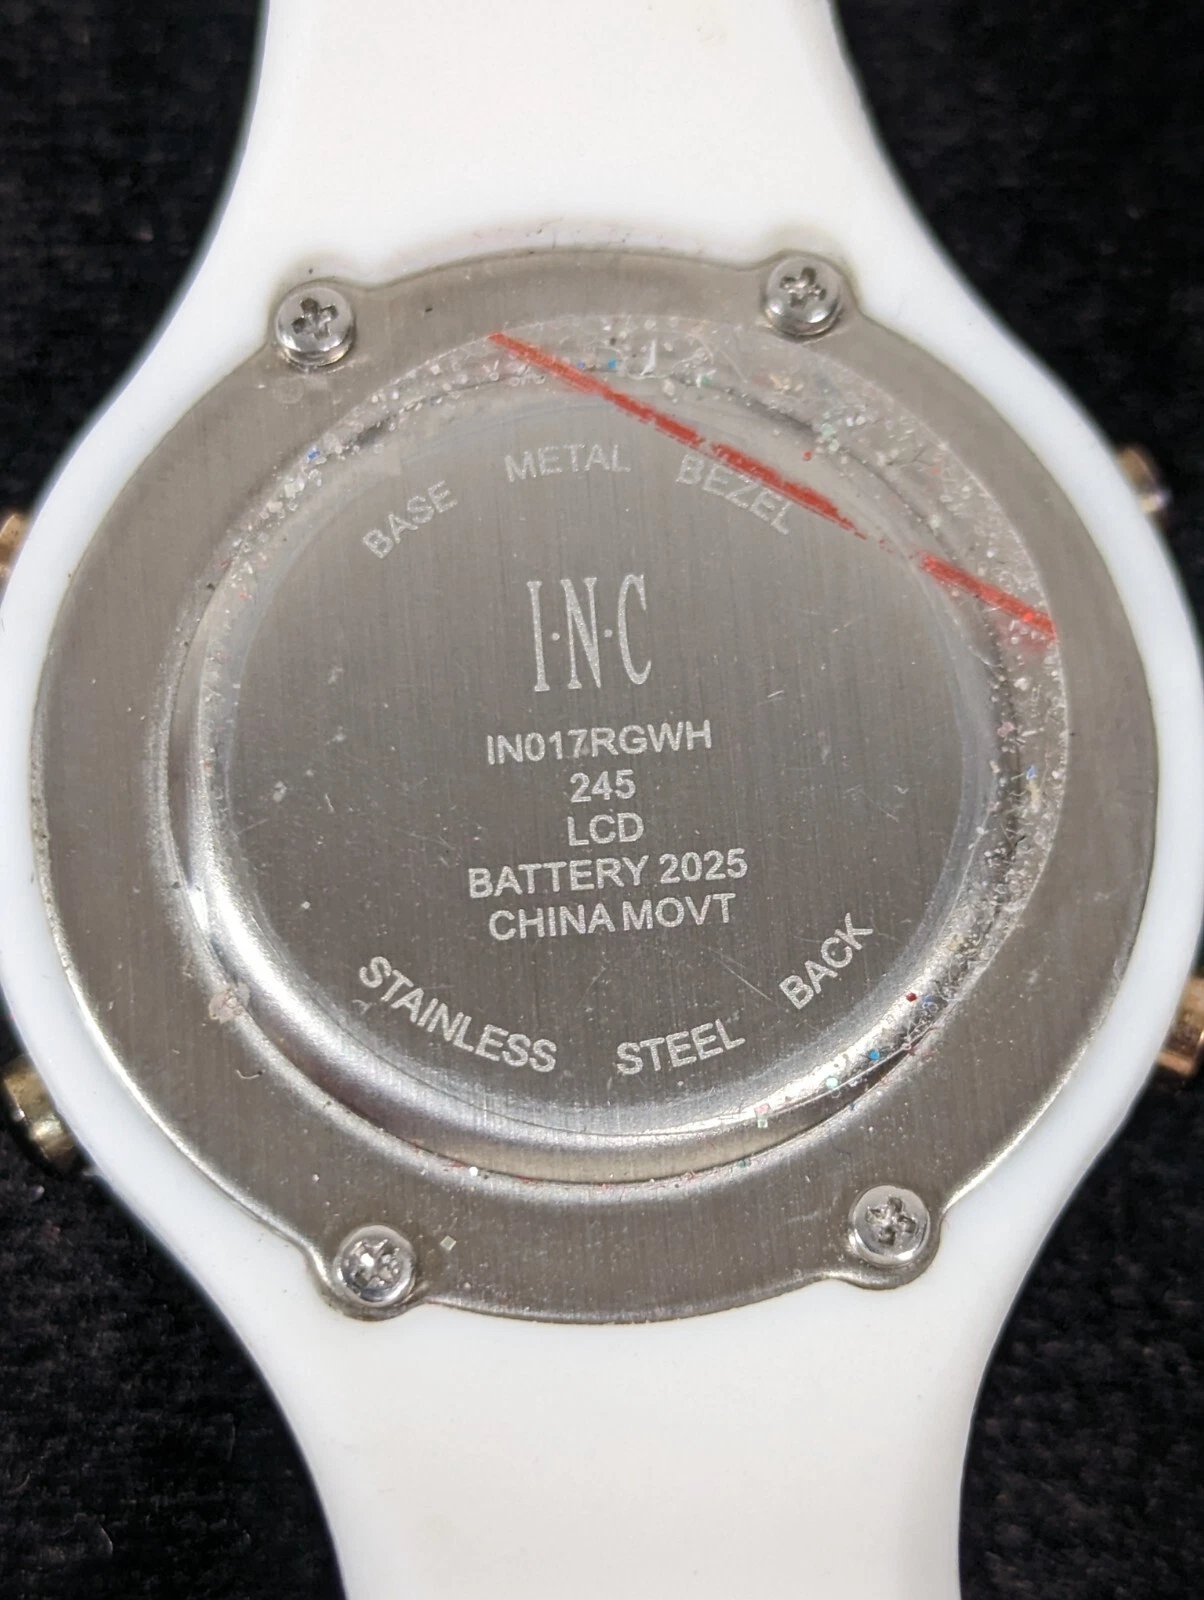 BASE METAL BEZEL
I·N·C
IN017RGWH
245
LCD
BATTERY 2025
CHINA MOVT
STAINLESS STEEL BACK